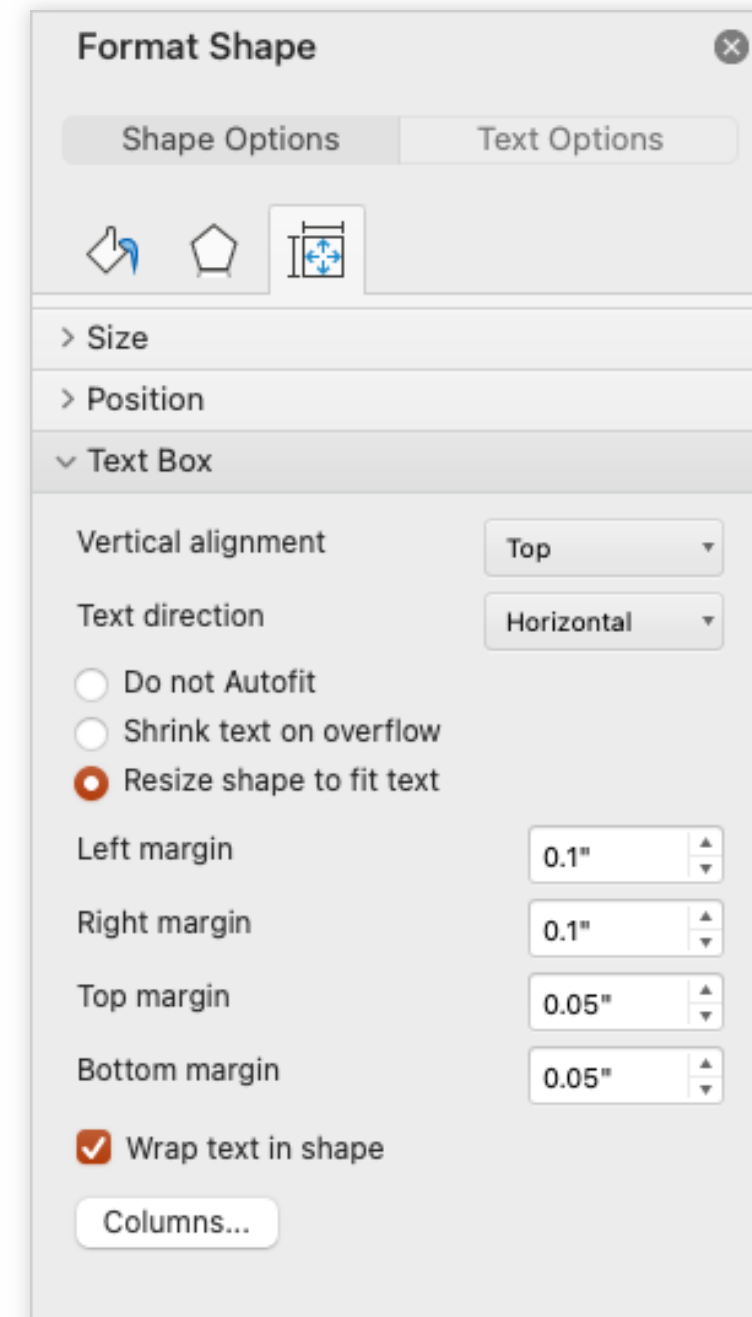 Format Shape
Shape Options Text Options
Size
Position
Text Box
Vertical alignment Top
Text direction Horizontal
Do not Autofit
Shrink text on overflow
Resize shape to fit text
Left margin 0.1"
Right margin 0.1"
Top margin 0.05"
Bottom margin 0.05"
Wrap text in shape
Columns...